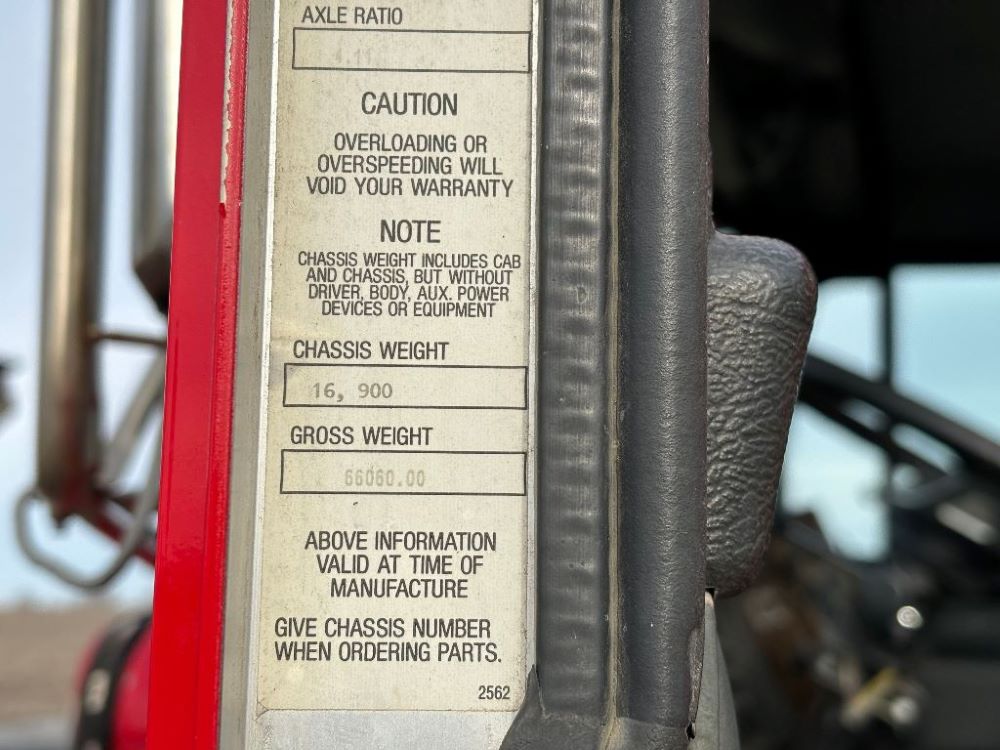 AXLE RATIO
4.11
CAUTION
OVERLOADING OR
OVERSPEEDING WILL
VOID YOUR WARRANTY
NOTE
CHASSIS WEIGHT INCLUDES CAB
AND CHASSIS, BUT WITHOUT
DRIVER, BODY, AUX. POWER
DEVICES OR EQUIPMENT
CHASSIS WEIGHT
16, 900
GROSS WEIGHT
66060.00
ABOVE INFORMATION
VALID AT TIME OF
MANUFACTURE
GIVE CHASSIS NUMBER
WHEN ORDERING PARTS.
2562